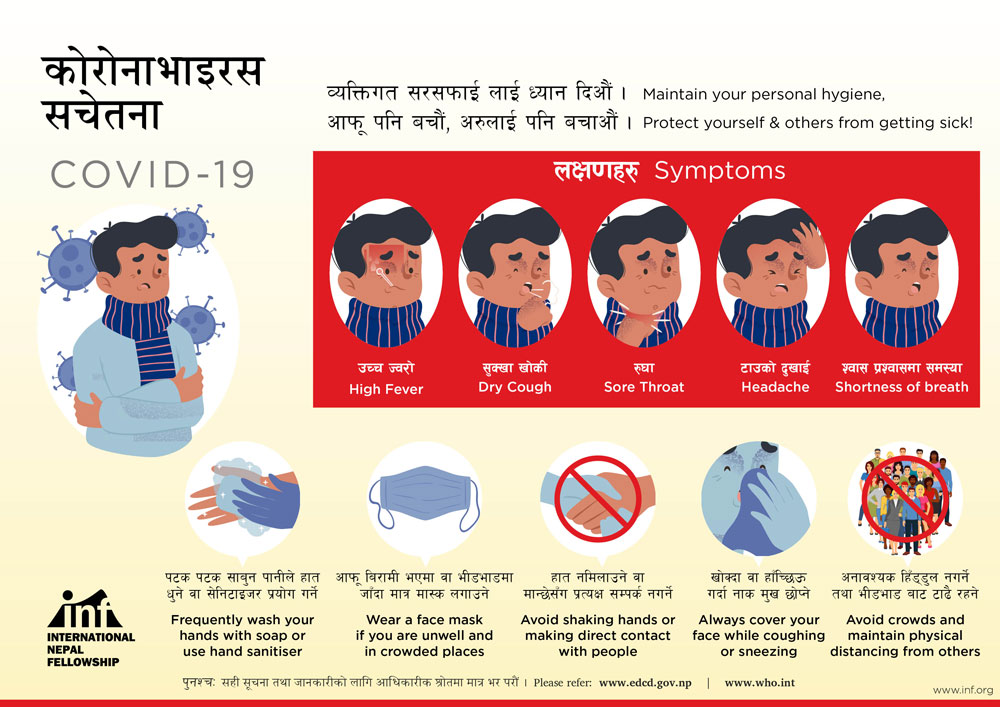 कोरोनाभाइरस
सचेतना
COVID-19
व्यक्तिगत सरसफाई लाई ध्यान दिऔं । Maintain your personal hygiene,
आफू पनि बचौं, अरुलाई पनि बचाऔं । Protect yourself & others from getting sick!
लक्षणहरु Symptoms
उच्च ज्वरो
High Fever
सुक्खा खोकी
Dry Cough
रुघा
Sore Throat
टाउको दुखाई
Headache
श्वास प्रश्वासमा समस्या
Shortness of breath
पटक पटक साबुन पानीले हात
धुने वा सेनिटाइजर प्रयोग गर्ने
Frequently wash your
hands with soap or
use hand sanitiser
आफू बिरामी भएमा वा भीडभाडमा
जाँदा मात्र मास्क लगाउने
Wear a face mask
if you are unwell and
in crowded places
हात नमिलाउने वा
मान्छेसँग प्रत्यक्ष सम्पर्क नगर्ने
Avoid shaking hands or
making direct contact
with people
खोक्दा वा हाँच्छिऊ
गर्दा नाक मुख छोप्ने
Always cover your
face while coughing
or sneezing
अनावश्यक हिँड्डुल नगर्ने
तथा भीडभाड बाट टाढै रहने
Avoid crowds and
maintain physical
distancing from others
inf
INTERNATIONAL
NEPAL
FELLOWSHIP
पुनश्च: सही सूचना तथा जानकारीको लागि आधिकारीक श्रोतमा मात्र भर परौं । Please refer: www.edcd.gov.np | www.who.int
www.inf.org